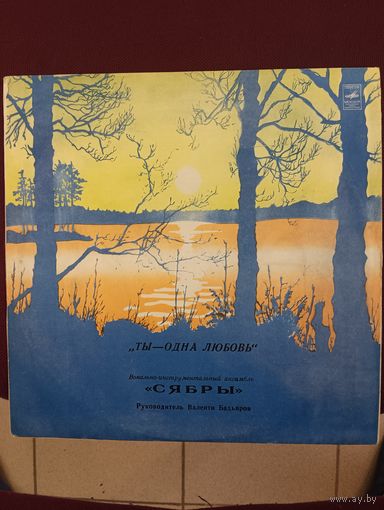 „ТЫ—ОДНА ЛЮБОВЬ“
Вокально-инструментальный ансамбль
«СЯБРЫ»
Руководитель Валентин Бадьяров
www.ay.by